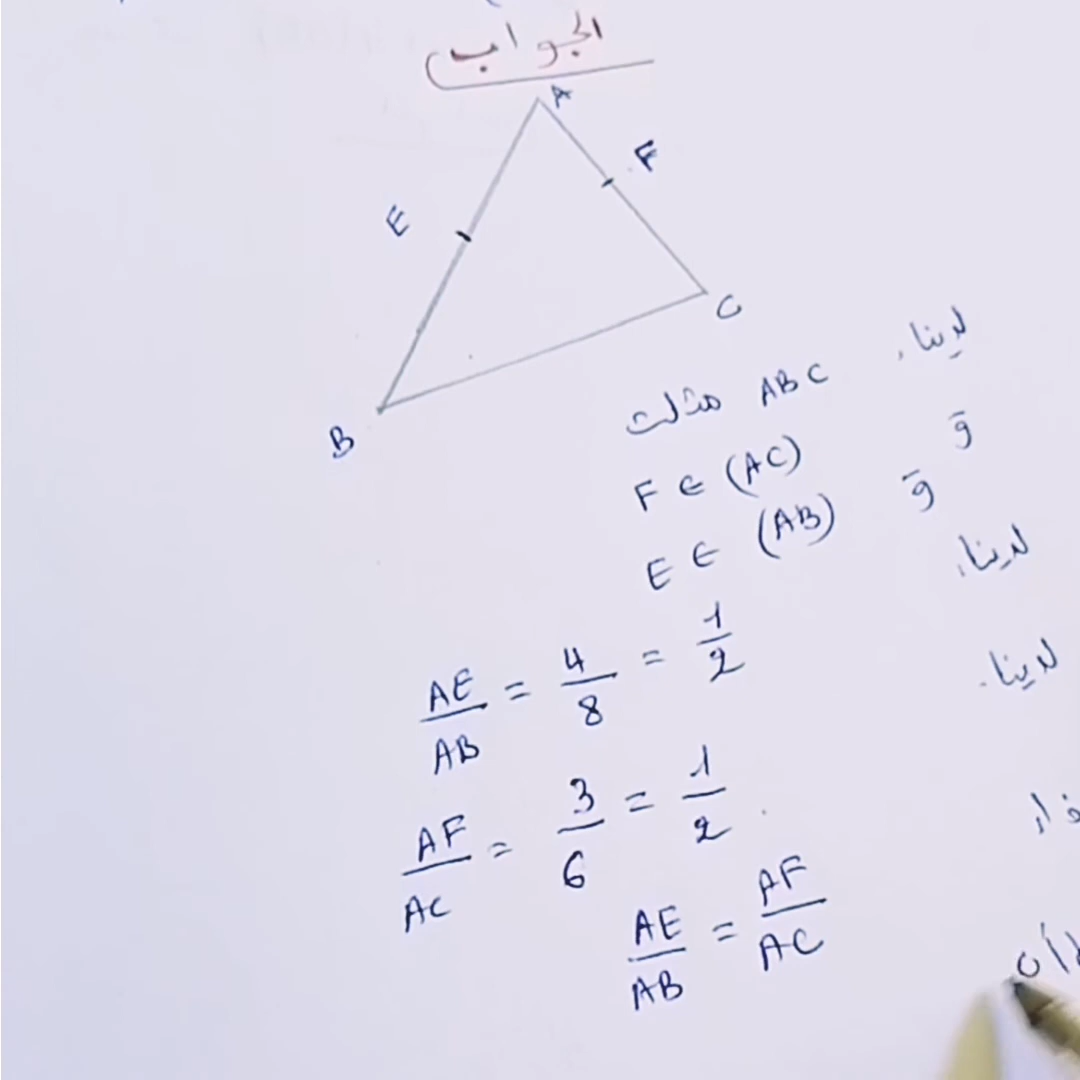 الجواب
A
F
E
C
B
لدينا، ABC مثلث
و F ∈ (AC)
و E ∈ (AB)
لدينا،
لدينا. AE/AB = 4/8 = 1/2
AF/AC = 3/6 = 1/2
AE/AB = AF/AC